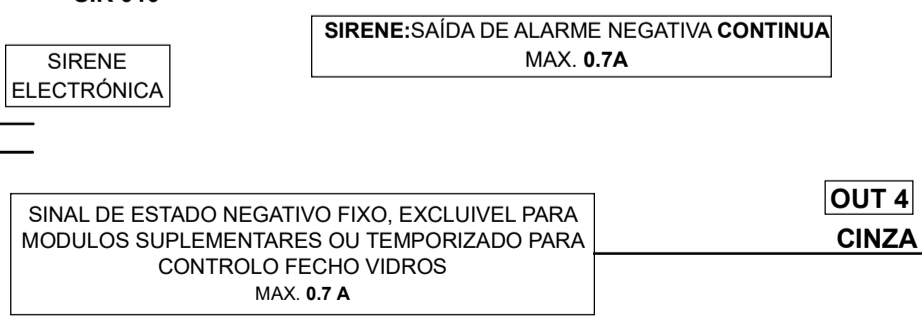 SIRENE:SAÍDA DE ALARME NEGATIVA CONTINUA
MAX. 0.7A
SIRENE
ELECTRÓNICA
OUT 4
SINAL DE ESTADO NEGATIVO FIXO, EXCLUIVEL PARA
MODULOS SUPLEMENTARES OU TEMPORIZADO PARA
CONTROLO FECHO VIDROS
MAX. 0.7 A
CINZA